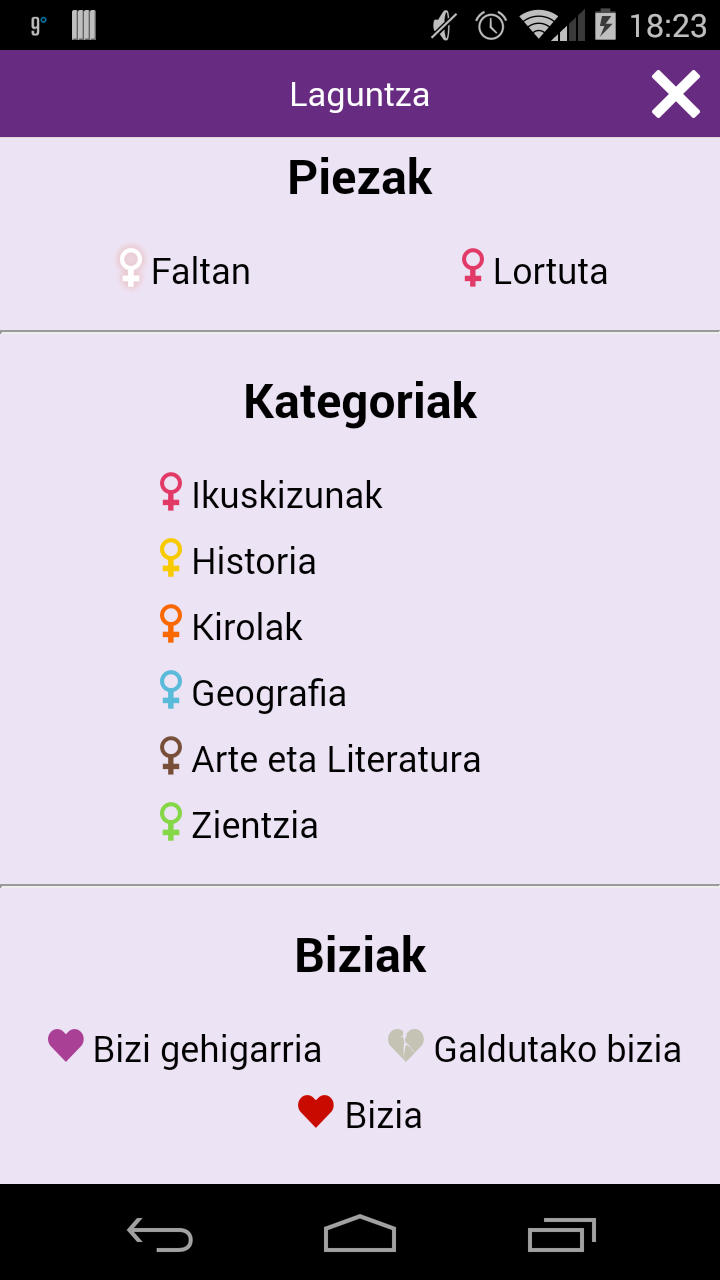 9° 18:23
Laguntza
Piezak
Faltan Lortuta
Kategoriak
Ikuskizunak
Historia
Kirolak
Geografia
Arte eta Literatura
Zientzia
Biziak
Bizi gehigarria Galdutako bizia
Bizia